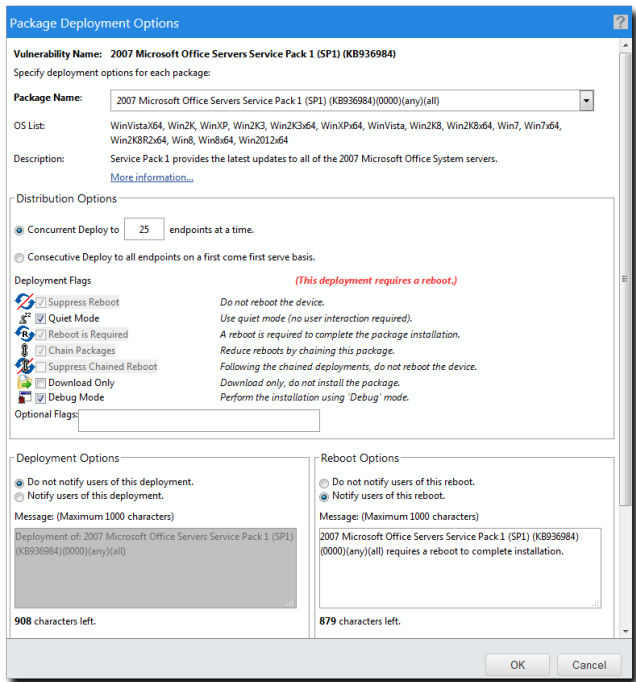 Package Deployment Options
?
Vulnerability Name: 2007 Microsoft Office Servers Service Pack 1 (SP1) (KB936984)
Specify deployment options for each package:
Package Name: 2007 Microsoft Office Servers Service Pack 1 (SP1) (KB936984)(0000)(any)(all)
OS List: WinVistaX64, Win2K, WinXP, Win2K3, Win2K3x64, WinXPx64, WinVista, Win2K8, Win2K8x64, Win7, Win7x64,
Win2K8R2x64, Win8, Win8x64, Win2012x64
Description: Service Pack 1 provides the latest updates to all of the 2007 Microsoft Office System servers.
More information...
Distribution Options
Concurrent Deploy to 25 endpoints at a time.
Consecutive Deploy to all endpoints on a first come first serve basis.
Deployment Flags (This deployment requires a reboot.)
Suppress Reboot Do not reboot the device.
Quiet Mode Use quiet mode (no user interaction required).
Reboot is Required A reboot is required to complete the package installation.
Chain Packages Reduce reboots by chaining this package.
Suppress Chained Reboot Following the chained deployments, do not reboot the device.
Download Only Download only, do not install the package.
Debug Mode Perform the installation using 'Debug' mode.
Optional Flags:
Deployment Options
Do not notify users of this deployment.
Notify users of this deployment.
Message: (Maximum 1000 characters)
Deployment of: 2007 Microsoft Office Servers Service Pack 1 (SP1)
(KB936984)(0000)(any)(all)
908 characters left.
Reboot Options
Do not notify users of this reboot.
Notify users of this reboot.
Message: (Maximum 1000 characters)
2007 Microsoft Office Servers Service Pack 1 (SP1) (KB936984)
(0000)(any)(all) requires a reboot to complete installation.
879 characters left.
OK
Cancel